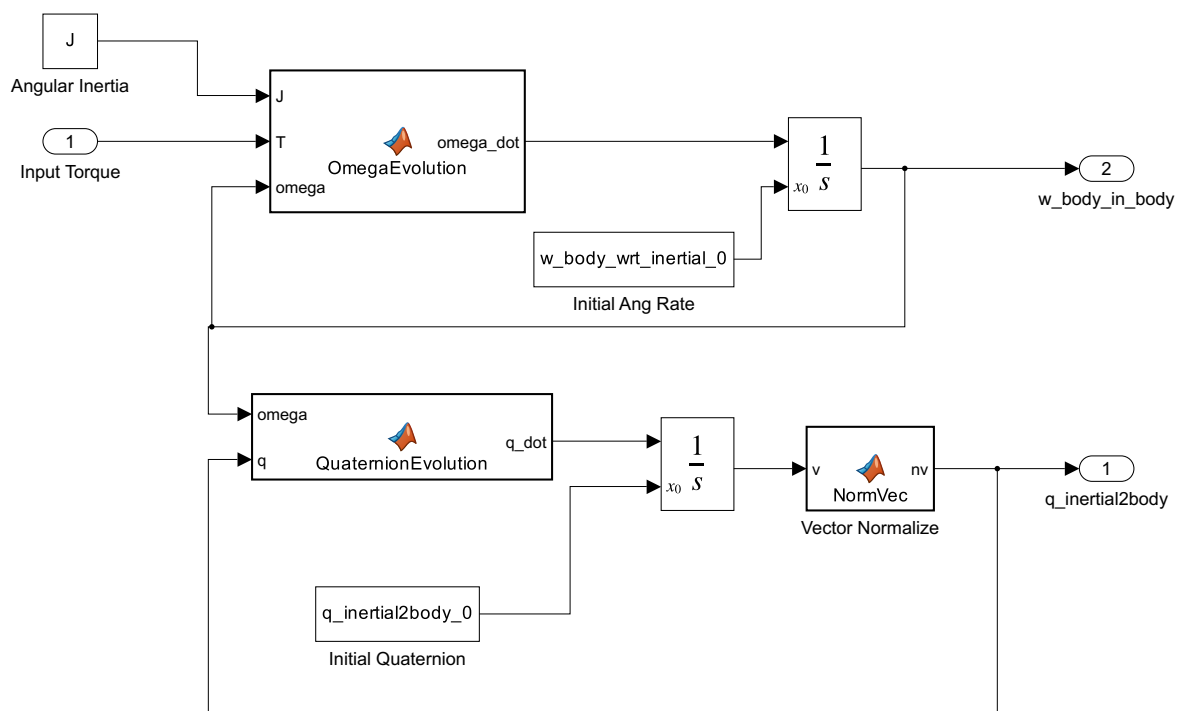 J
Angular Inertia
1
Input Torque
J
T
omega
omega_dot
OmegaEvolution
1
s
x0
2
w_body_in_body
w_body_wrt_inertial_0
Initial Ang Rate
omega
q
q_dot
QuaternionEvolution
1
s
x0
v
nv
NormVec
Vector Normalize
1
q_inertial2body
q_inertial2body_0
Initial Quaternion